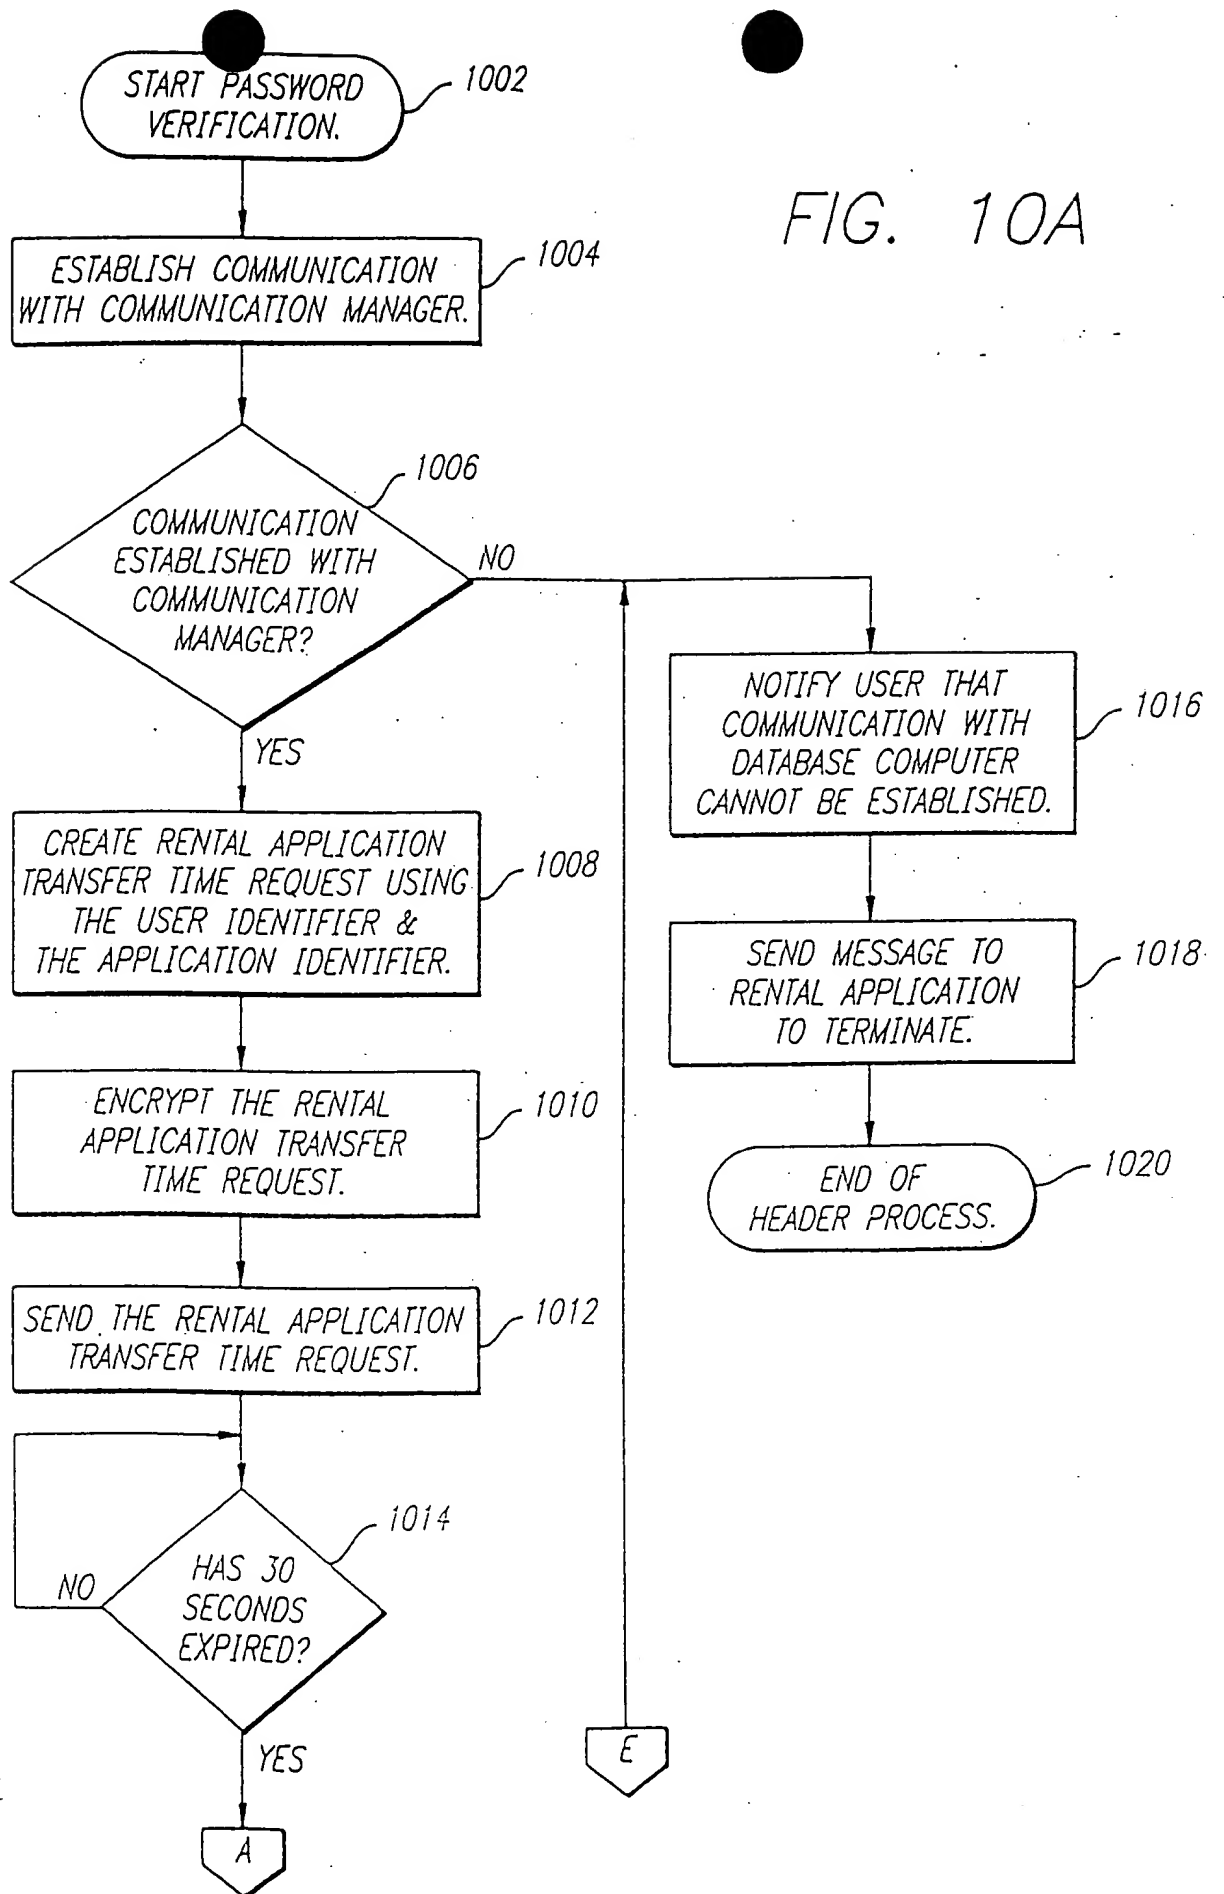 START PASSWORD
VERIFICATION.
1002
FIG. 10A
ESTABLISH COMMUNICATION
WITH COMMUNICATION MANAGER.
1004
COMMUNICATION
ESTABLISHED WITH
COMMUNICATION
MANAGER?
1006
NO
YES
CREATE RENTAL APPLICATION
TRANSFER TIME REQUEST USING
THE USER IDENTIFIER &
THE APPLICATION IDENTIFIER.
1008
ENCRYPT THE RENTAL
APPLICATION TRANSFER
TIME REQUEST.
1010
SEND THE RENTAL APPLICATION
TRANSFER TIME REQUEST.
1012
HAS 30
SECONDS
EXPIRED?
1014
NO
YES
A
NOTIFY USER THAT
COMMUNICATION WITH
DATABASE COMPUTER
CANNOT BE ESTABLISHED.
1016
SEND MESSAGE TO
RENTAL APPLICATION
TO TERMINATE.
1018
END OF
HEADER PROCESS.
1020
E